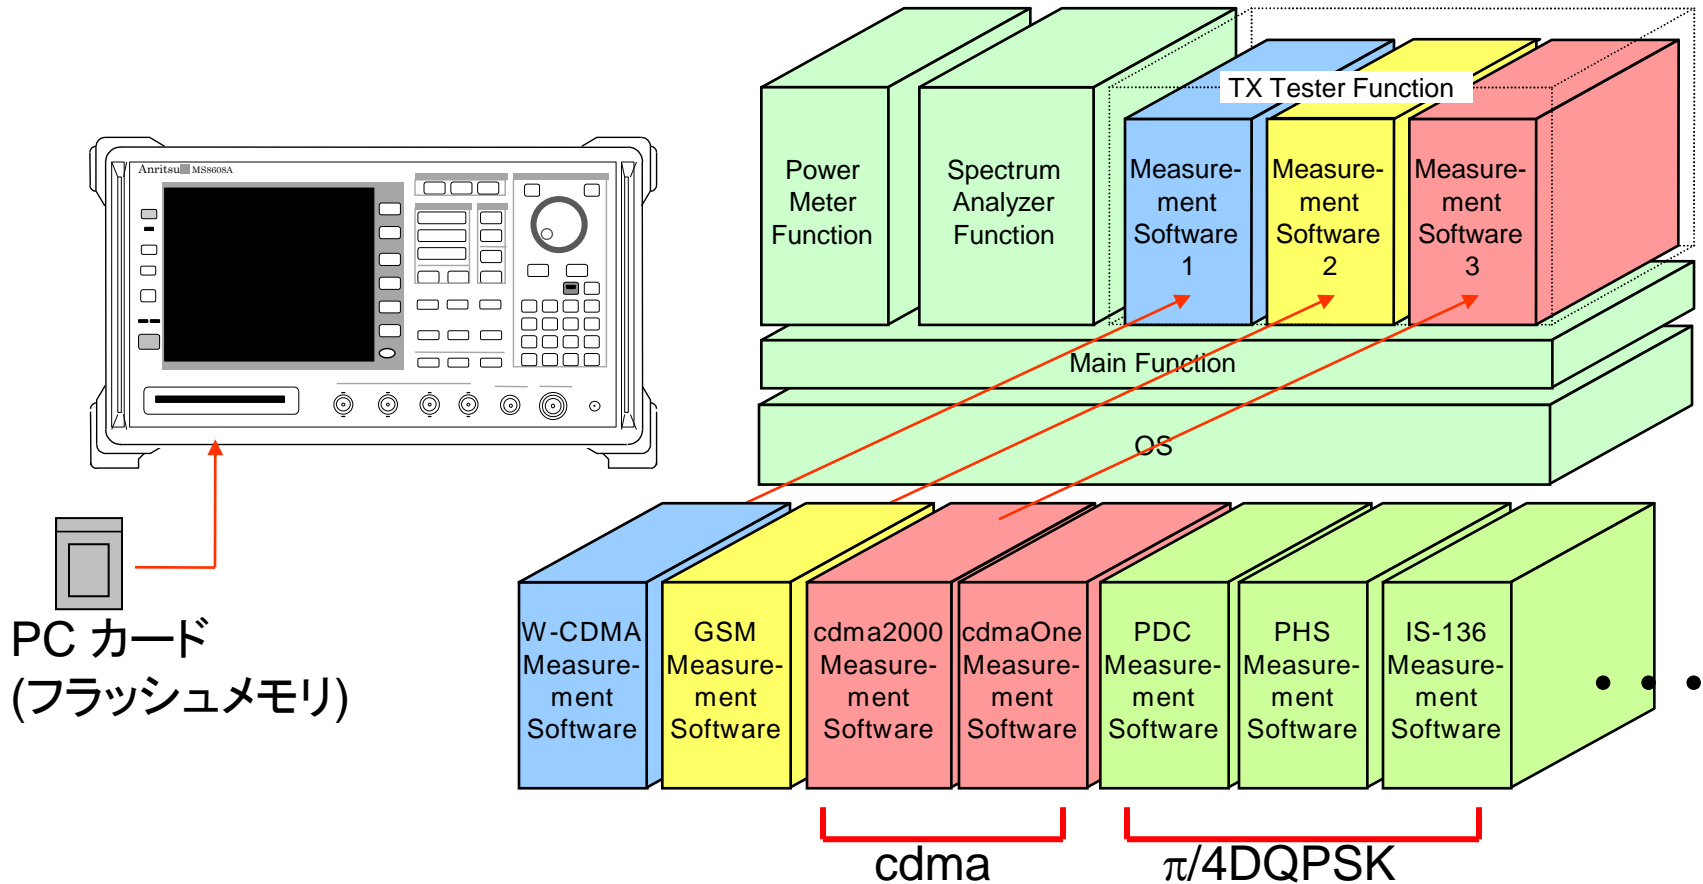 Anritsu MS8608A
PC カード
(フラッシュメモリ)
TX Tester Function
Power
Meter
Function
Spectrum
Analyzer
Function
Measure-
ment
Software
1
Measure-
ment
Software
2
Measure-
ment
Software
3
Main Function
OS
W-CDMA
Measure-
ment
Software
GSM
Measure-
ment
Software
cdma2000
Measure-
ment
Software
cdmaOne
Measure-
ment
Software
PDC
Measure-
ment
Software
PHS
Measure-
ment
Software
IS-136
Measure-
ment
Software
• • •
cdma
π/4DQPSK